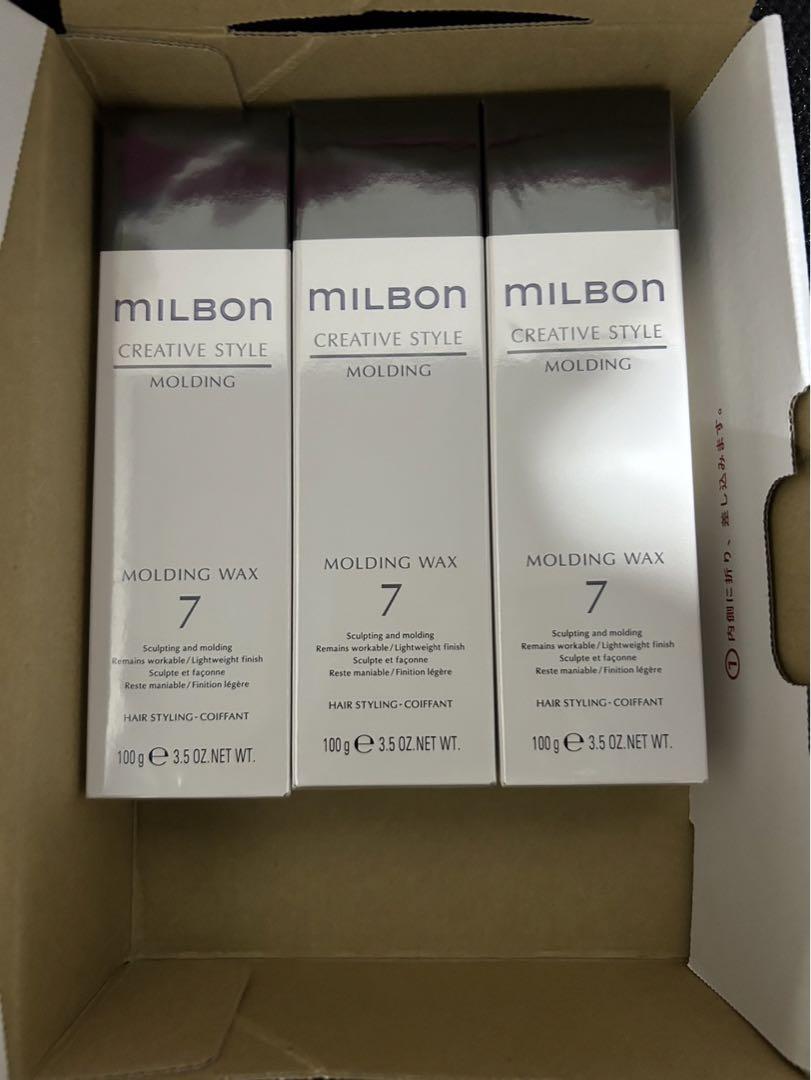 MILBON
CREATIVE STYLE
MOLDING
MOLDING WAX
7
Sculpting and molding
Remains workable/Lightweight finish
Sculpte et façonne
Reste maniable/Finition légère
HAIR STYLING-COIFFANT
100 g ℮ 3.5 OZ.NET WT.
MILBON
CREATIVE STYLE
MOLDING
MOLDING WAX
7
Sculpting and molding
Remains workable/Lightweight finish
Sculpte et façonne
Reste maniable/Finition légère
HAIR STYLING-COIFFANT
100 g ℮ 3.5 OZ.NET WT.
MILBON
CREATIVE STYLE
MOLDING
MOLDING WAX
7
Sculpting and molding
Remains workable/Lightweight finish
Sculpte et façonne
Reste maniable/Finition légère
HAIR STYLING-COIFFANT
100 g ℮ 3.5 OZ.NET WT.
①内側に折り、差し込みます。